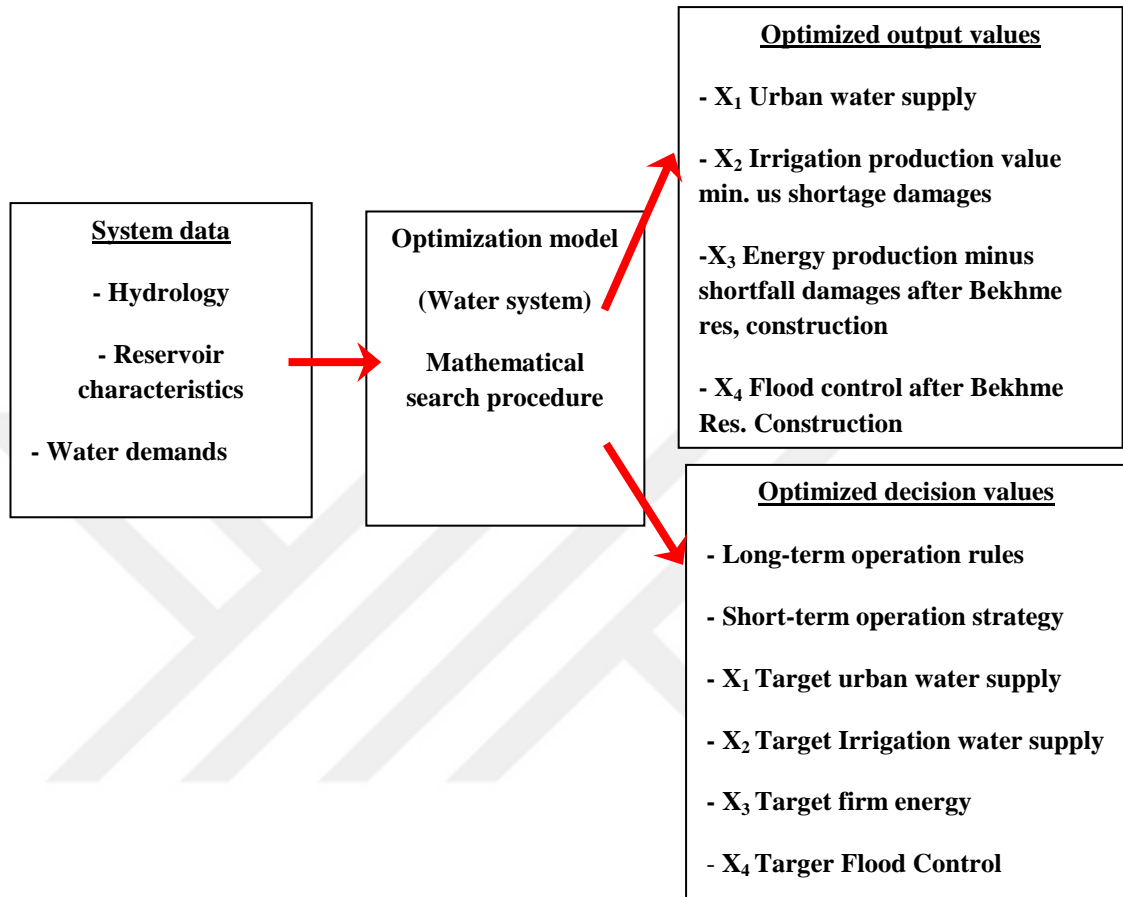 System data
- Hydrology
- Reservoir
characteristics
- Water demands
Optimization model
(Water system)
Mathematical
search procedure
Optimized output values
- X₁ Urban water supply
- X₂ Irrigation production value
min. us shortage damages
-X₃ Energy production minus
shortfall damages after Bekhme
res, construction
- X₄ Flood control after Bekhme
Res. Construction
Optimized decision values
- Long-term operation rules
- Short-term operation strategy
- X₁ Target urban water supply
- X₂ Target Irrigation water supply
- X₃ Target firm energy
- X₄ Targer Flood Control